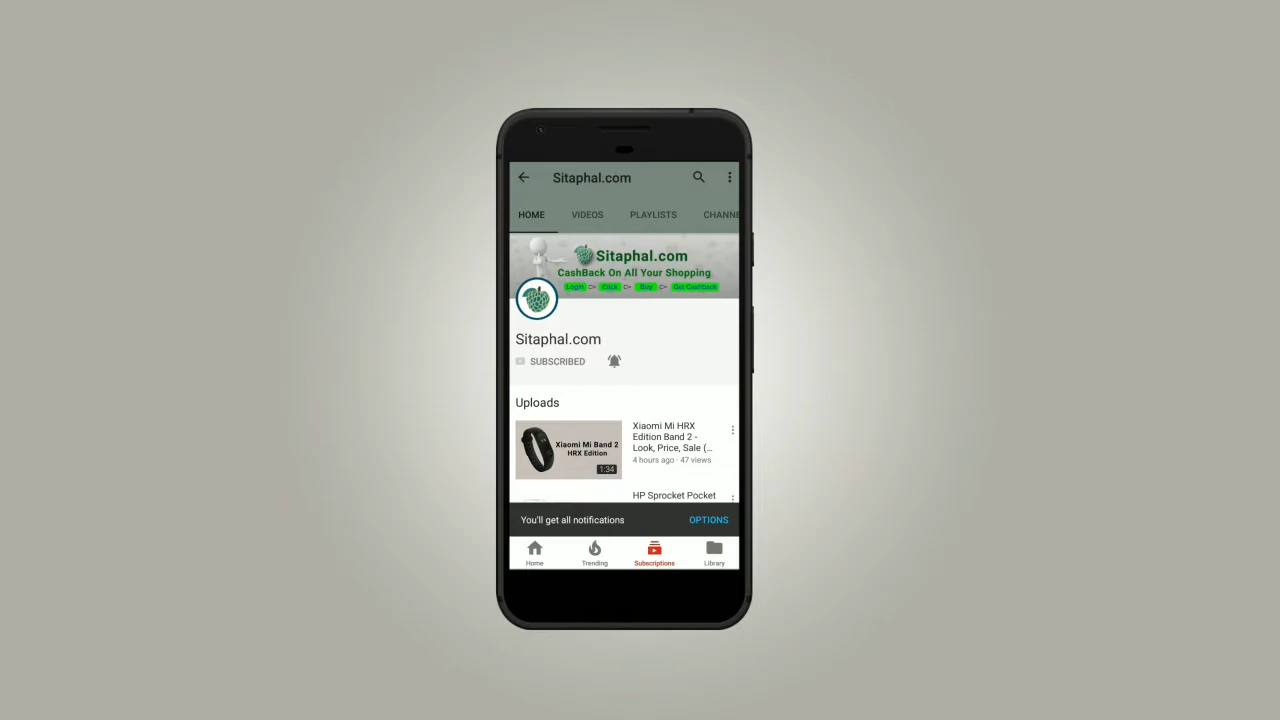 Sitaphal.com
HOME VIDEOS PLAYLISTS CHANNE
Sitaphal.com
CashBack On All Your Shopping
Login Click Buy Get Cashback
Sitaphal.com
SUBSCRIBED
Uploads
Xiaomi Mi Band 2
HRX Edition
1:34
Xiaomi Mi HRX
Edition Band 2 -
Look, Price, Sale (...
4 hours ago · 47 views
HP Sprocket Pocket
You'll get all notifications OPTIONS
Home Trending Subscriptions Library